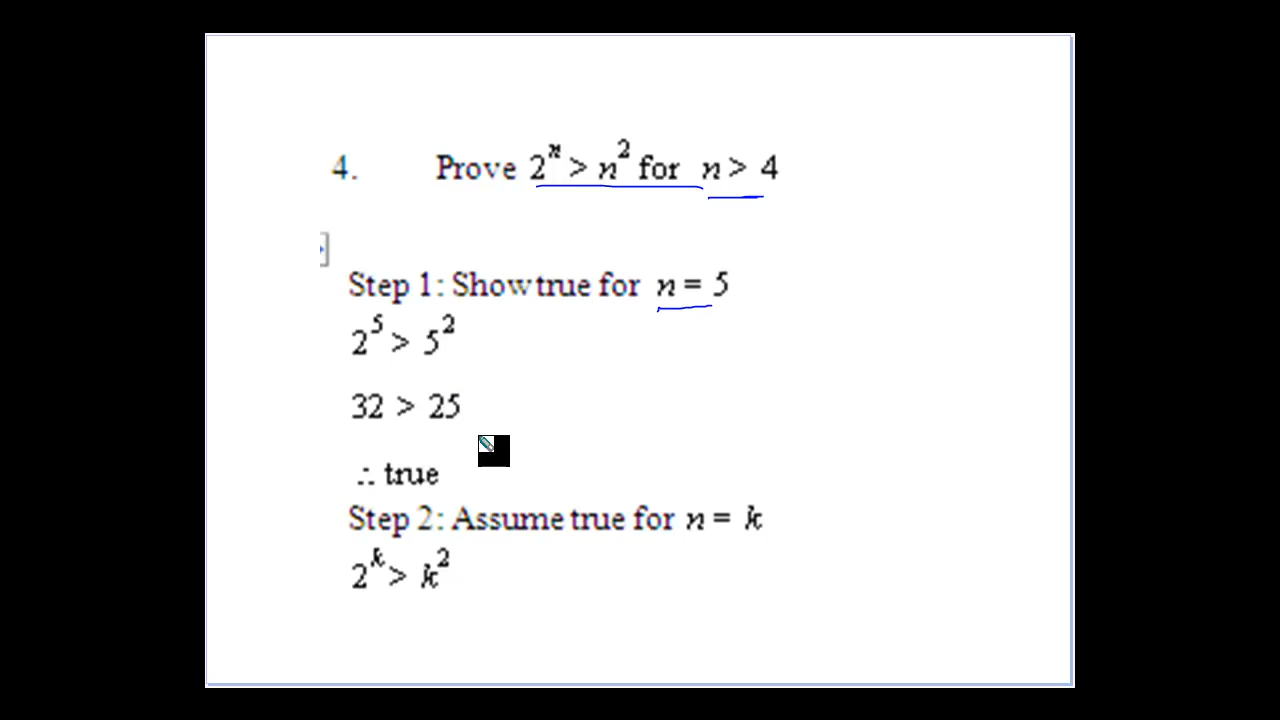 4. Prove 2^n > n^2 for n > 4
Step 1: Show true for n = 5
2^5 > 5^2
32 > 25
∴ true
Step 2: Assume true for n = k
2^k > k^2